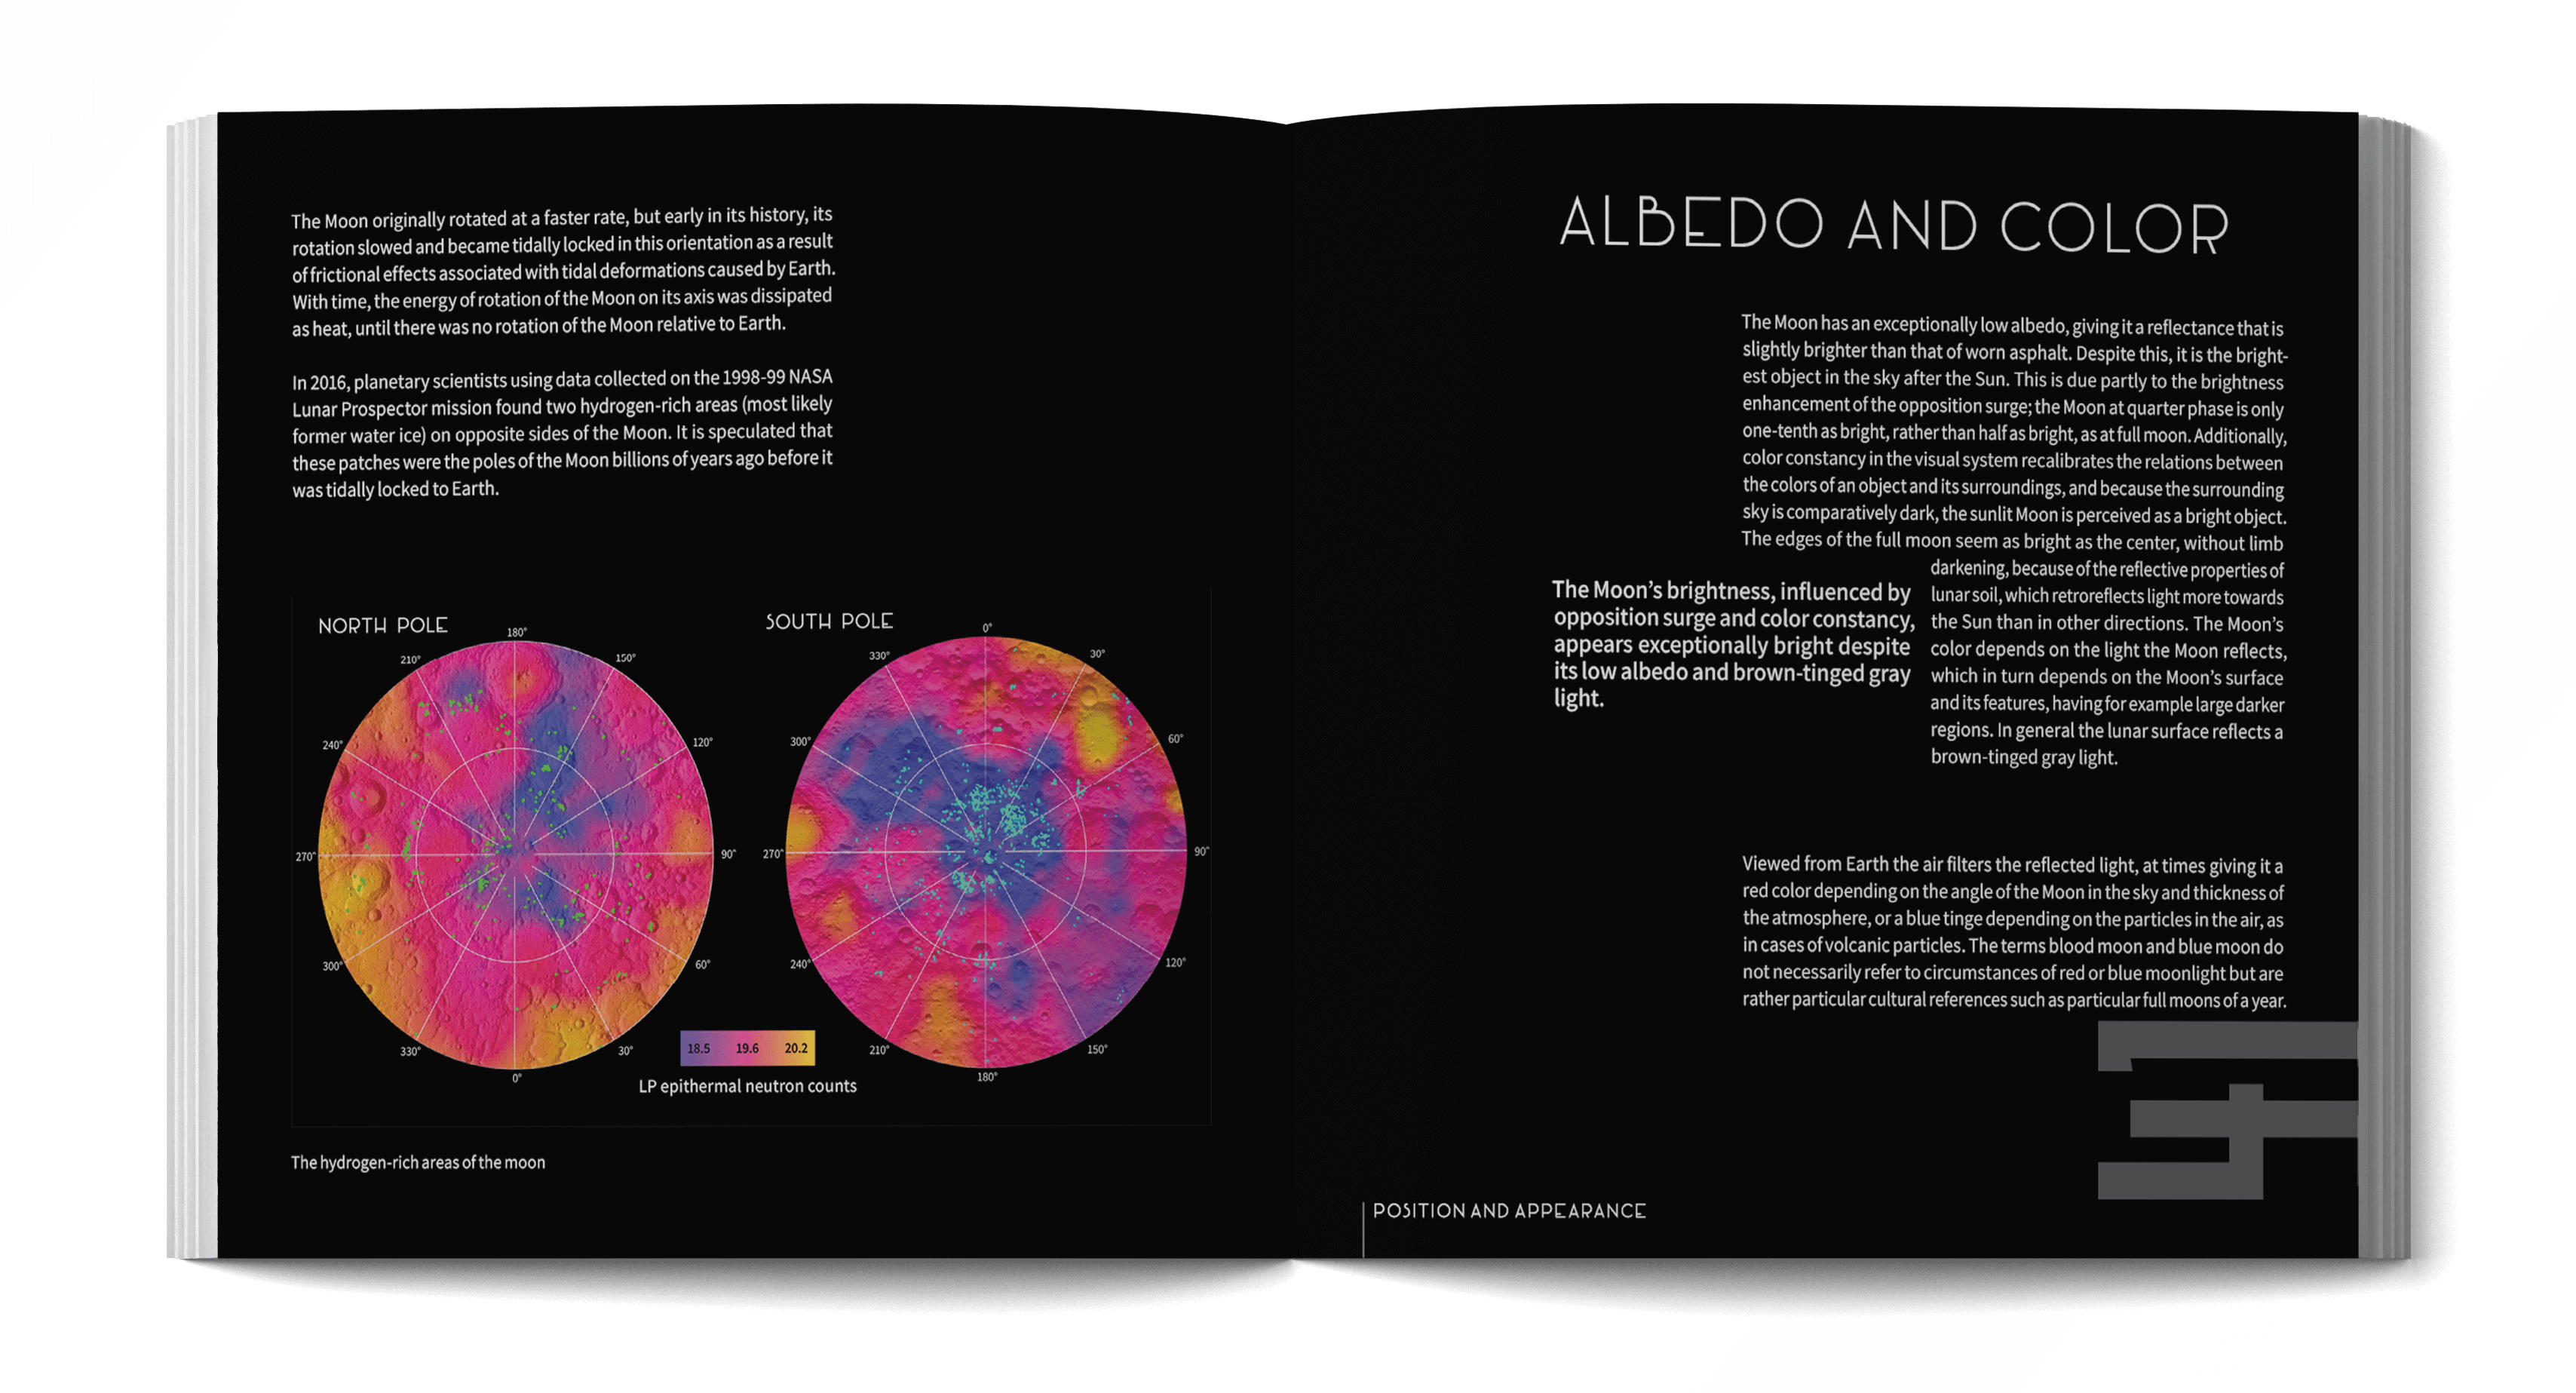 The Moon originally rotated at a faster rate, but early in its history, its
rotation slowed and became tidally locked in this orientation as a result
of frictional effects associated with tidal deformations caused by Earth.
With time, the energy of rotation of the Moon on its axis was dissipated
as heat, until there was no rotation of the Moon relative to Earth.
In 2016, planetary scientists using data collected on the 1998-99 NASA
Lunar Prospector mission found two hydrogen-rich areas (most likely
former water ice) on opposite sides of the Moon. It is speculated that
these patches were the poles of the Moon billions of years ago before it
was tidally locked to Earth.
NORTH POLE
180°
210°
150°
240°
120°
270°
90°
300°
60°
330°
30°
0°
SOUTH POLE
0°
330°
30°
300°
60°
270°
90°
240°
120°
210°
150°
180°
18.5 19.6 20.2
LP epithermal neutron counts
The hydrogen-rich areas of the moon
ALBEDO AND COLOR
The Moon has an exceptionally low albedo, giving it a reflectance that is
slightly brighter than that of worn asphalt. Despite this, it is the bright-
est object in the sky after the Sun. This is due partly to the brightness
enhancement of the opposition surge; the Moon at quarter phase is only
one-tenth as bright, rather than half as bright, as at full moon. Additionally,
color constancy in the visual system recalibrates the relations between
the colors of an object and its surroundings, and because the surrounding
sky is comparatively dark, the sunlit Moon is perceived as a bright object.
The edges of the full moon seem as bright as the center, without limb
darkening, because of the reflective properties of
lunar soil, which retroreflects light more towards
the Sun than in other directions. The Moon's
color depends on the light the Moon reflects,
which in turn depends on the Moon's surface
and its features, having for example large darker
regions. In general the lunar surface reflects a
brown-tinged gray light.
The Moon's brightness, influenced by
opposition surge and color constancy,
appears exceptionally bright despite
its low albedo and brown-tinged gray
light.
Viewed from Earth the air filters the reflected light, at times giving it a
red color depending on the angle of the Moon in the sky and thickness of
the atmosphere, or a blue tinge depending on the particles in the air, as
in cases of volcanic particles. The terms blood moon and blue moon do
not necessarily refer to circumstances of red or blue moonlight but are
rather particular cultural references such as particular full moons of a year.
POSITION AND APPEARANCE